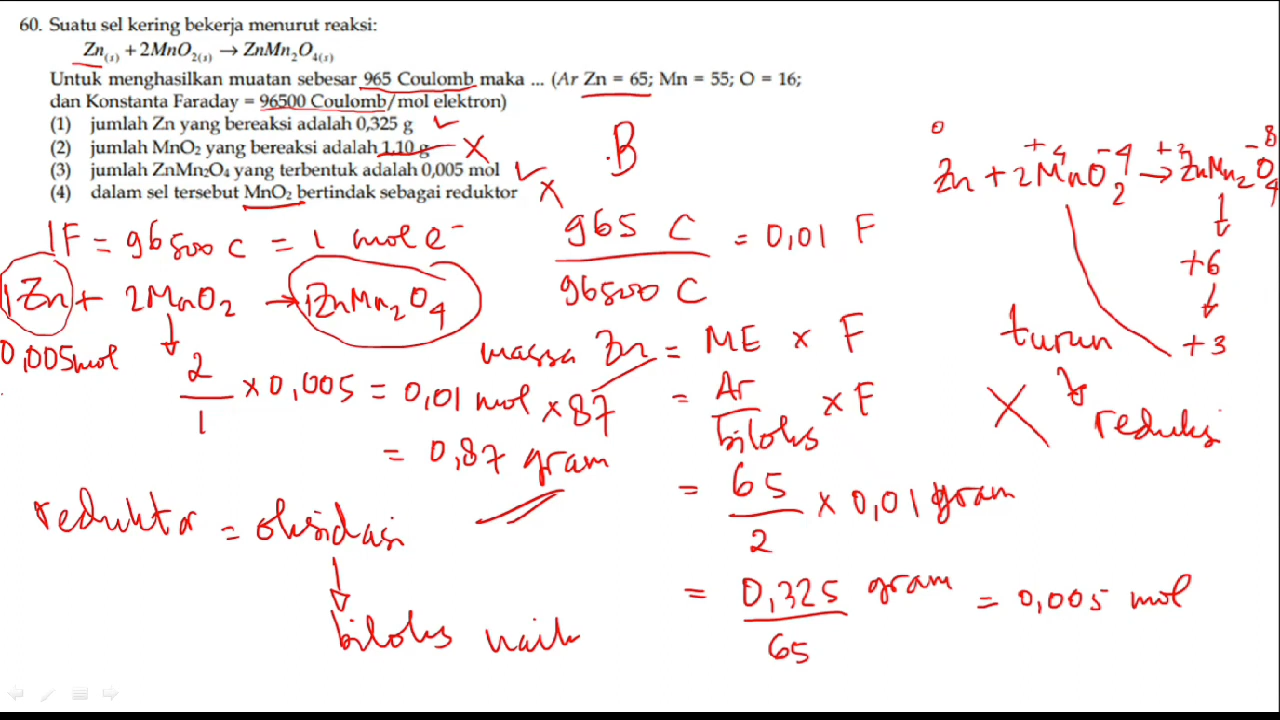 60. Suatu sel kering bekerja menurut reaksi:
Zn(s) + 2MnO2(s) → ZnMn2O4(s)
Untuk menghasilkan muatan sebesar 965 Coulomb maka ... (Ar Zn = 65; Mn = 55; O = 16;
dan Konstanta Faraday = 96500 Coulomb/mol elektron)
(1) jumlah Zn yang bereaksi adalah 0,325 g
(2) jumlah MnO2 yang bereaksi adalah 1,10 g X
(3) jumlah ZnMn2O4 yang terbentuk adalah 0,005 mol
(4) dalam sel tersebut MnO2 bertindak sebagai reduktor X
B
0 +4 -4 +2 -8
Zn + 2MnO2 → ZnMn2O4
+6
+3
turun
X reduksi
1F = 96500 C = 1 mol e-
965 C
96500 C
= 0,01 F
1Zn + 2MnO2 → 1ZnMn2O4
0,005 mol
2
1
× 0,005 = 0,01 mol × 87
= 0,87 gram
massa Zn = ME × F
= Ar
biloks
× F
= 65
2
× 0,01 gram
= 0,325 gram
65
= 0,005 mol
reduktor = oksidasi
biloks naik